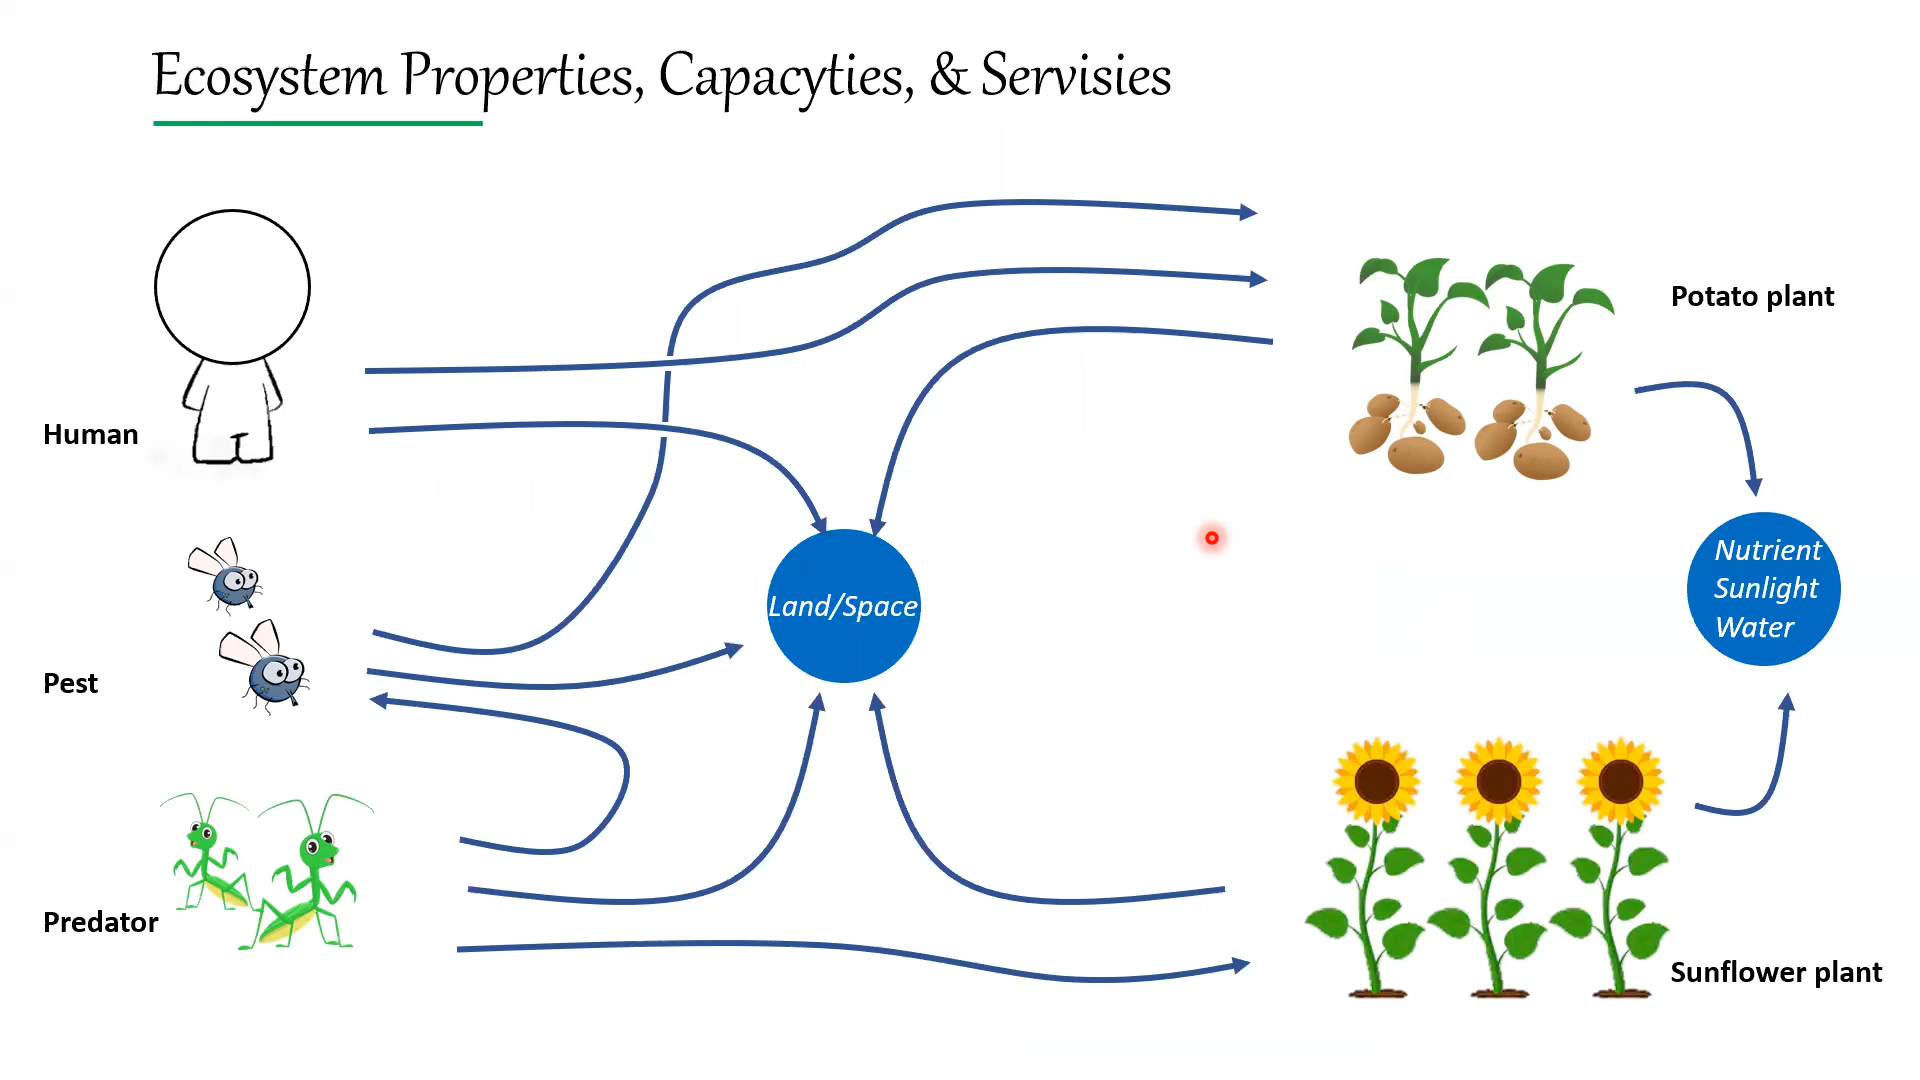 Ecosystem Properties, Capacyties, & Servisies
Potato plant
Human
Nutrient
Sunlight
Water
Land/Space
Pest
Predator
Sunflower plant